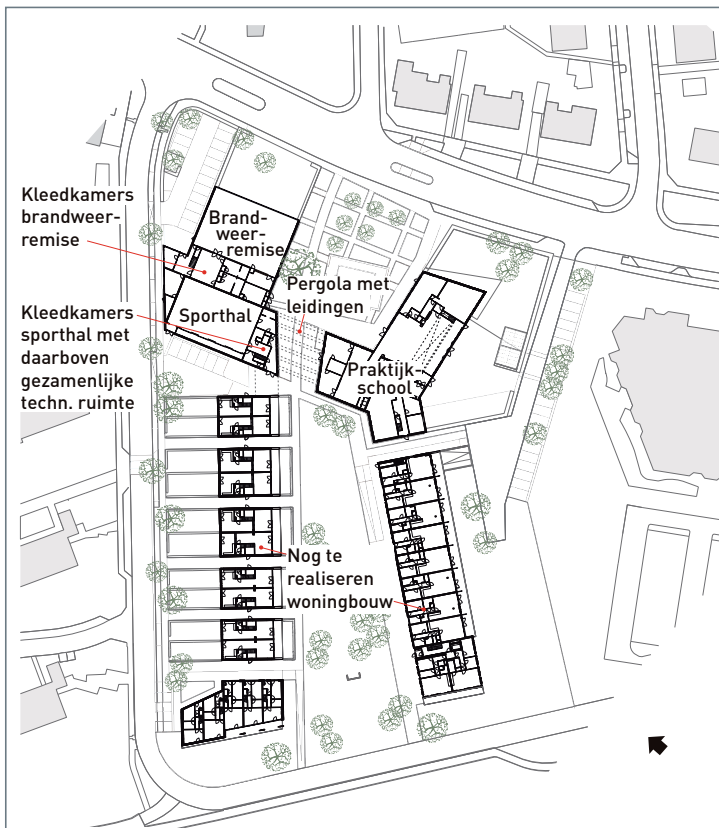 Kleedkamers
brandweer-
remise
Brand-
weer-
remise
Pergola met
leidingen
Kleedkamers
sporthal met
daarboven
gezamenlijke
techn. ruimte
Sporthal
Praktijk-
school
Nog te
realiseren
woningbouw